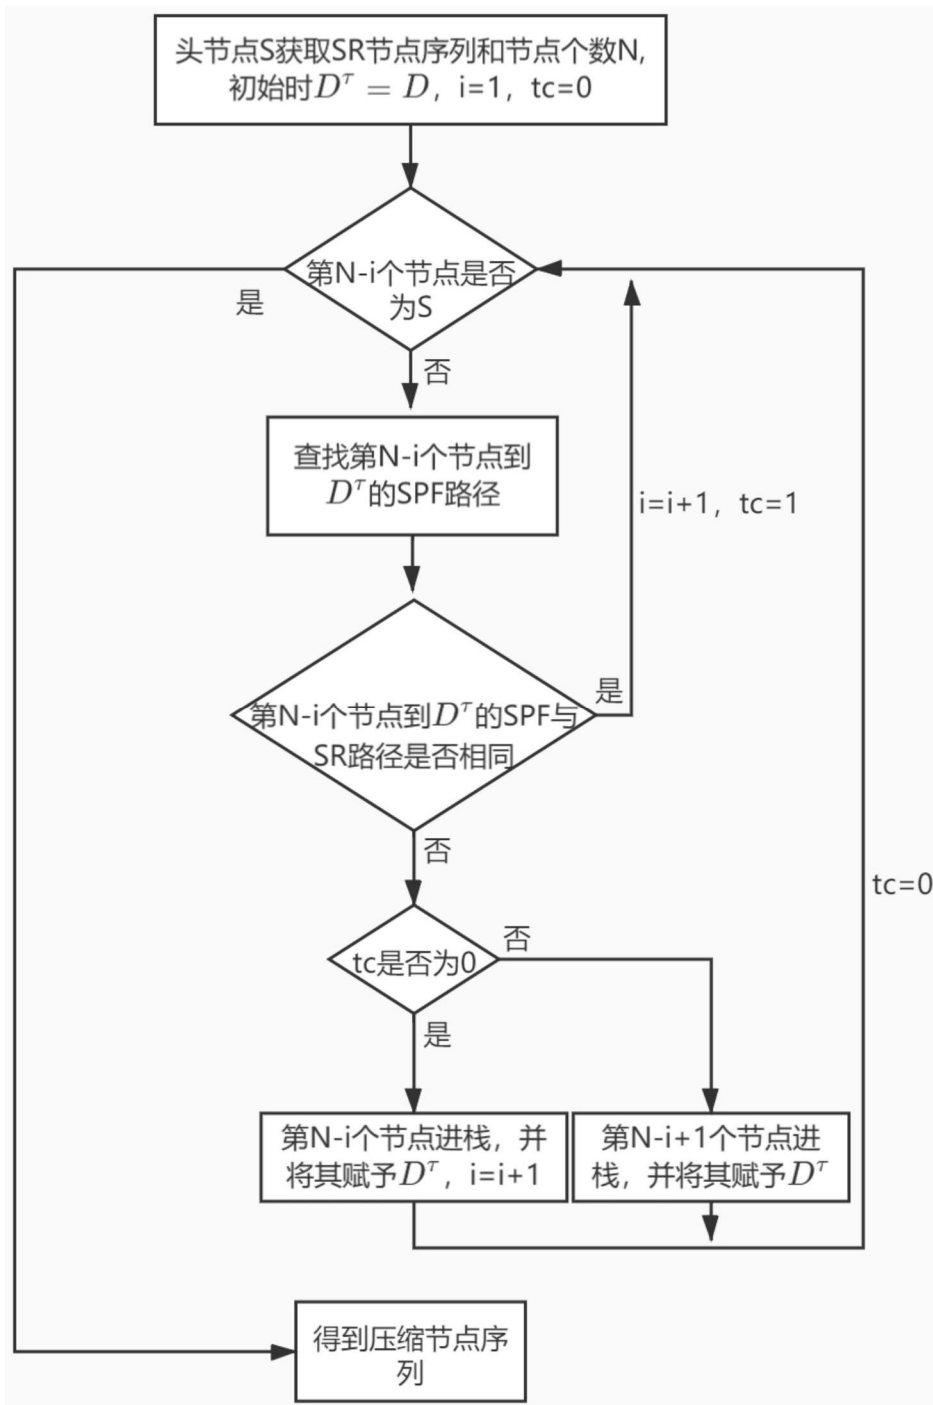 头节点S获取SR节点序列和节点个数N,
初始时D^τ = D，i=1，tc=0
第N-i个节点是否
为S
是
否
查找第N-i个节点到
D^τ的SPF路径
i=i+1，tc=1
第N-i个节点到D^τ的SPF与
SR路径是否相同
是
否
tc=0
tc是否为0
否
是
第N-i个节点进栈，并
将其赋予D^τ，i=i+1
第N-i+1个节点进
栈，并将其赋予D^τ
得到压缩节点序
列